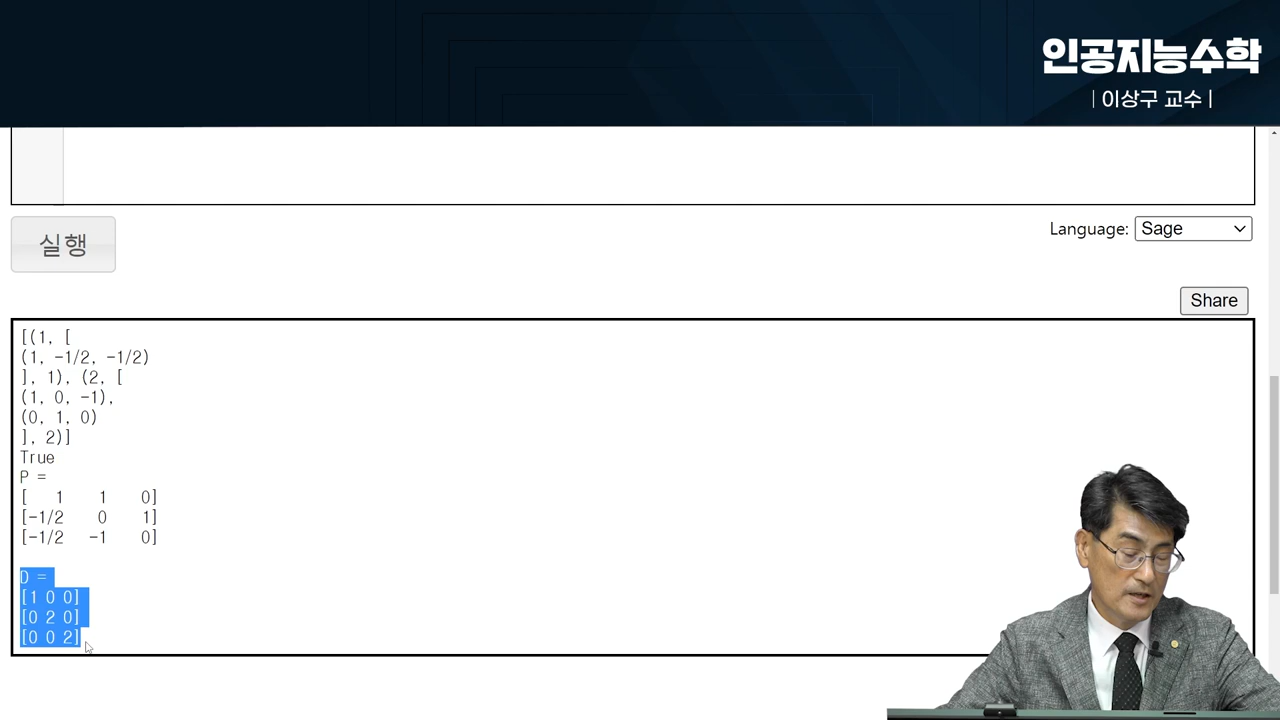 인공지능수학
| 이상구 교수 |
실행
Language: Sage
Share
[(1, [
(1, -1/2, -1/2)
], 1), (2, [
(1, 0, -1),
(0, 1, 0)
], 2)]
True
P =
[   1    1    0]
[-1/2    0    1]
[-1/2   -1    0]
D =
[1 0 0]
[0 2 0]
[0 0 2]